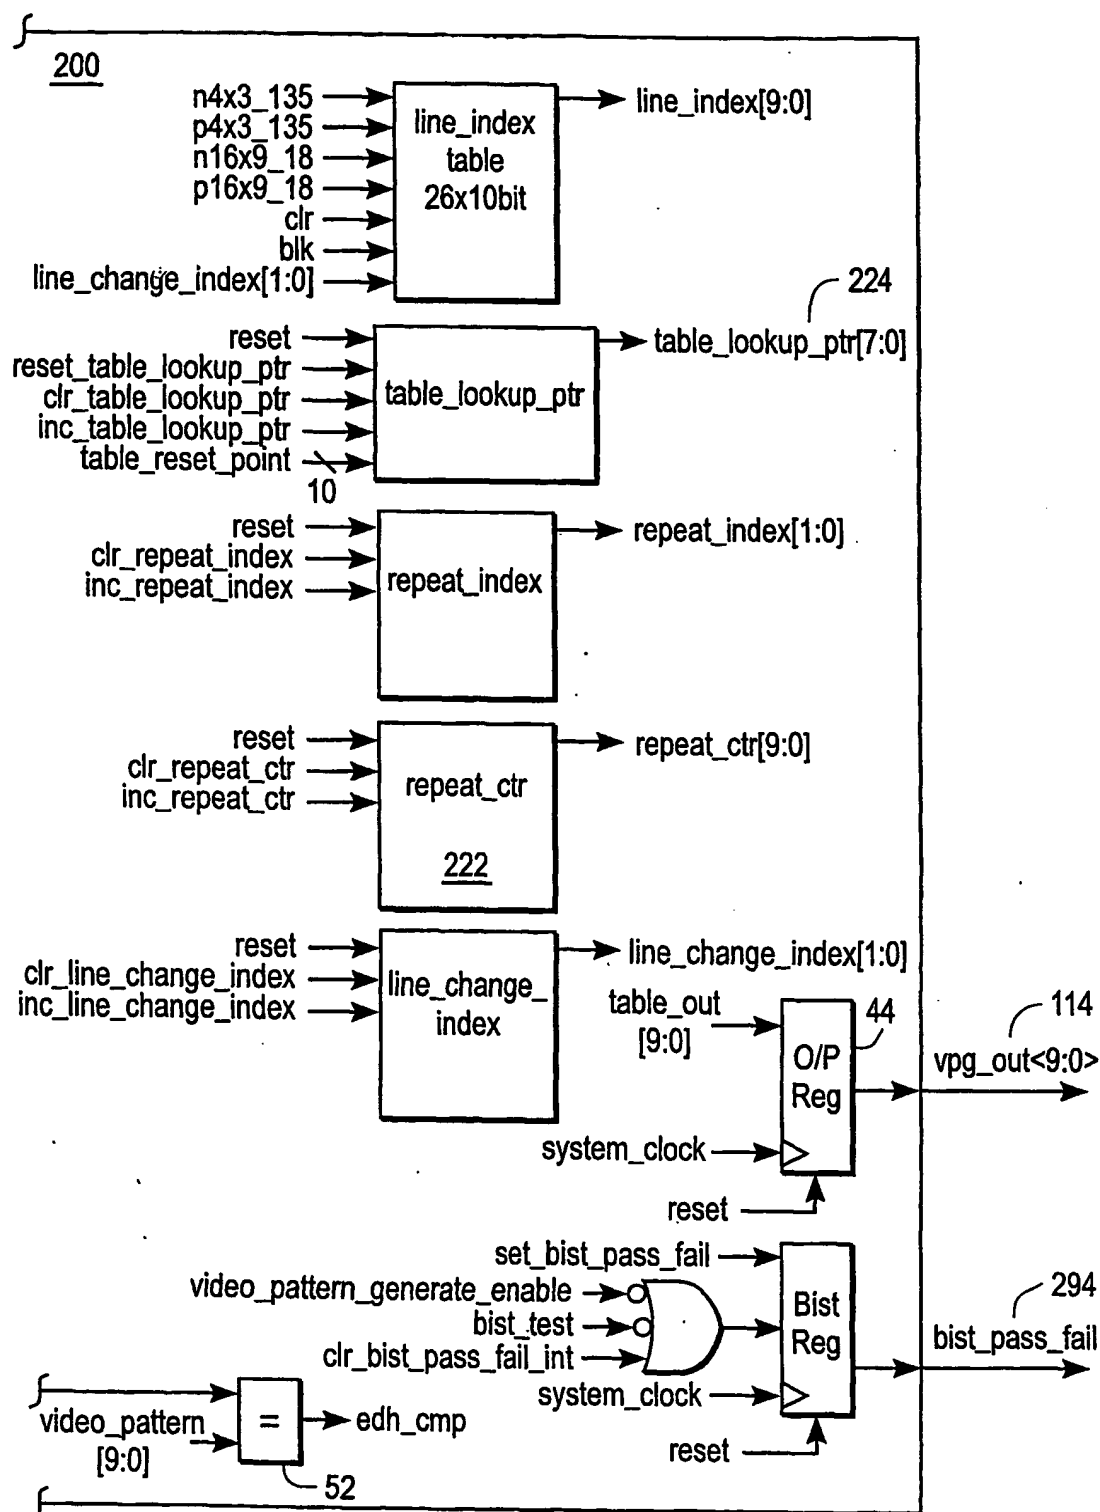 200
n4x3_135
p4x3_135
n16x9_18
p16x9_18
clr
blk
line_change_index[1:0]
line_index
table
26x10bit
line_index[9:0]
224
reset
reset_table_lookup_ptr
clr_table_lookup_ptr
inc_table_lookup_ptr
table_reset_point
10
table_lookup_ptr
table_lookup_ptr[7:0]
reset
clr_repeat_index
inc_repeat_index
repeat_index
repeat_index[1:0]
reset
clr_repeat_ctr
inc_repeat_ctr
repeat_ctr
222
repeat_ctr[9:0]
reset
clr_line_change_index
inc_line_change_index
line_change_
index
line_change_index[1:0]
table_out
[9:0]
system_clock
reset
O/P
Reg
44
114
vpg_out<9:0>
set_bist_pass_fail
video_pattern_generate_enable
bist_test
clr_bist_pass_fail_int
system_clock
reset
Bist
Reg
294
bist_pass_fail
video_pattern
[9:0]
=
edh_cmp
52